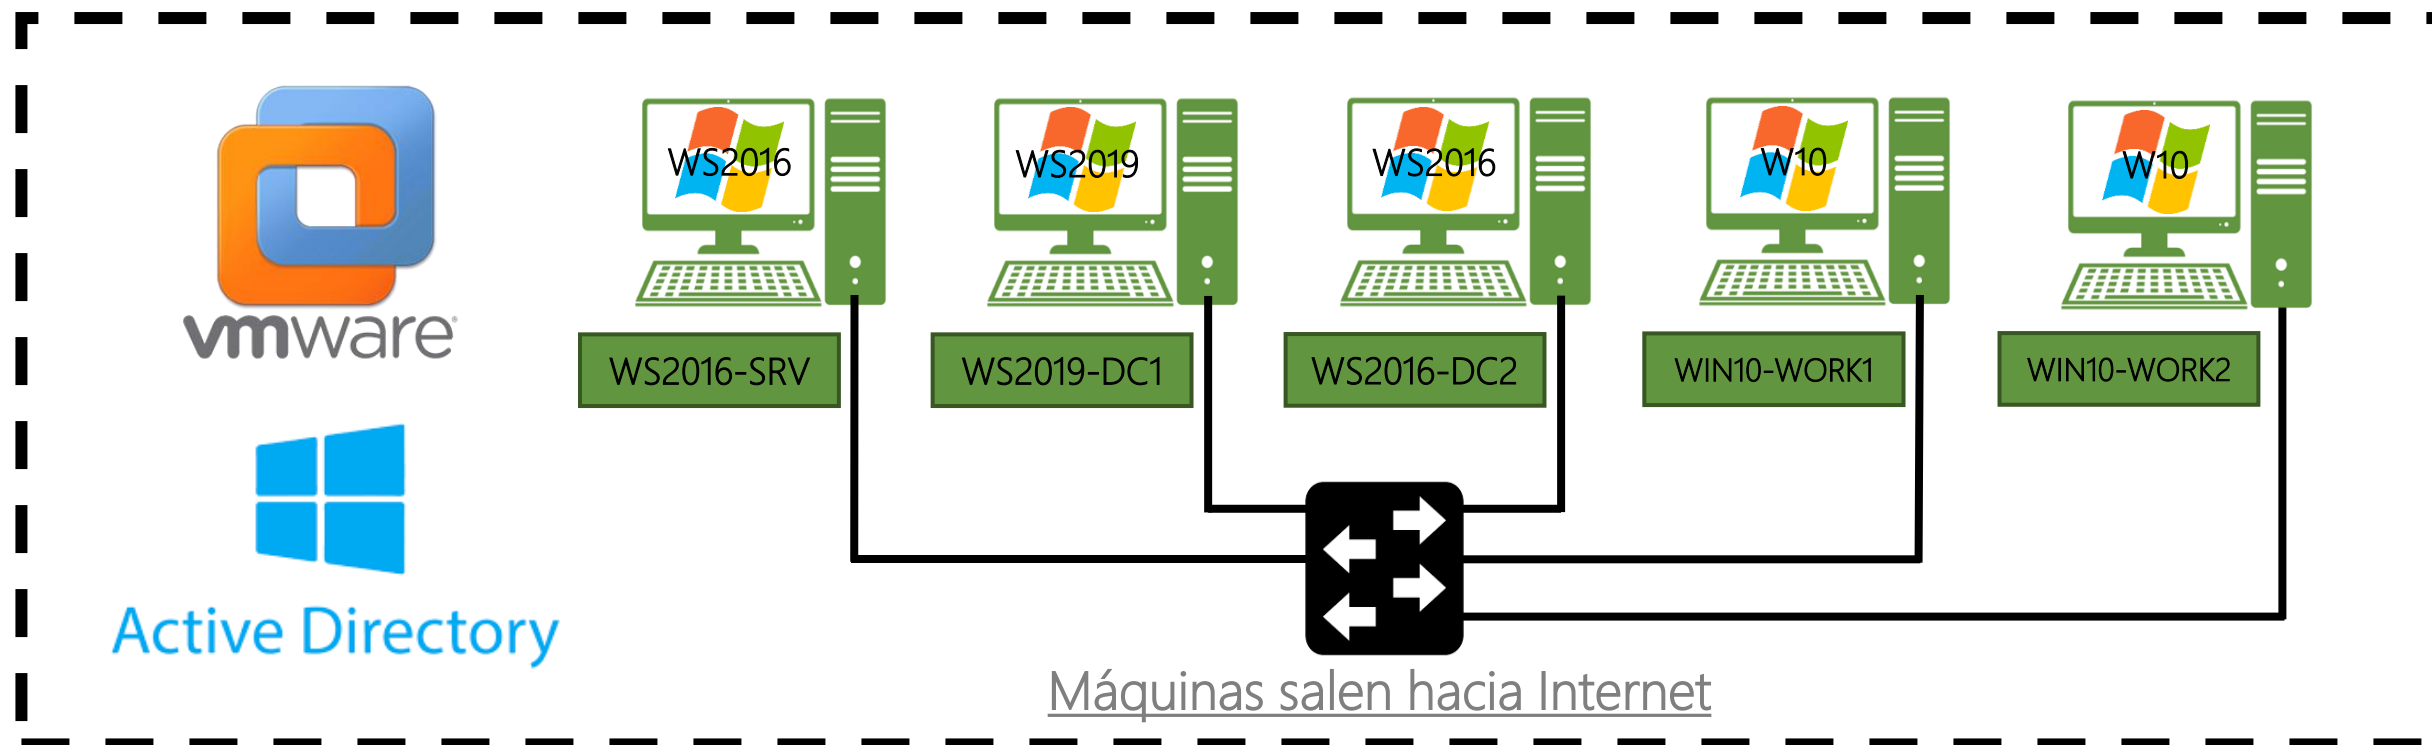 WS2016
WS2019
WS2016
W10
W10
vmware
WS2016-SRV
WS2019-DC1
WS2016-DC2
WIN10-WORK1
WIN10-WORK2
Active Directory
Máquinas salen hacia Internet